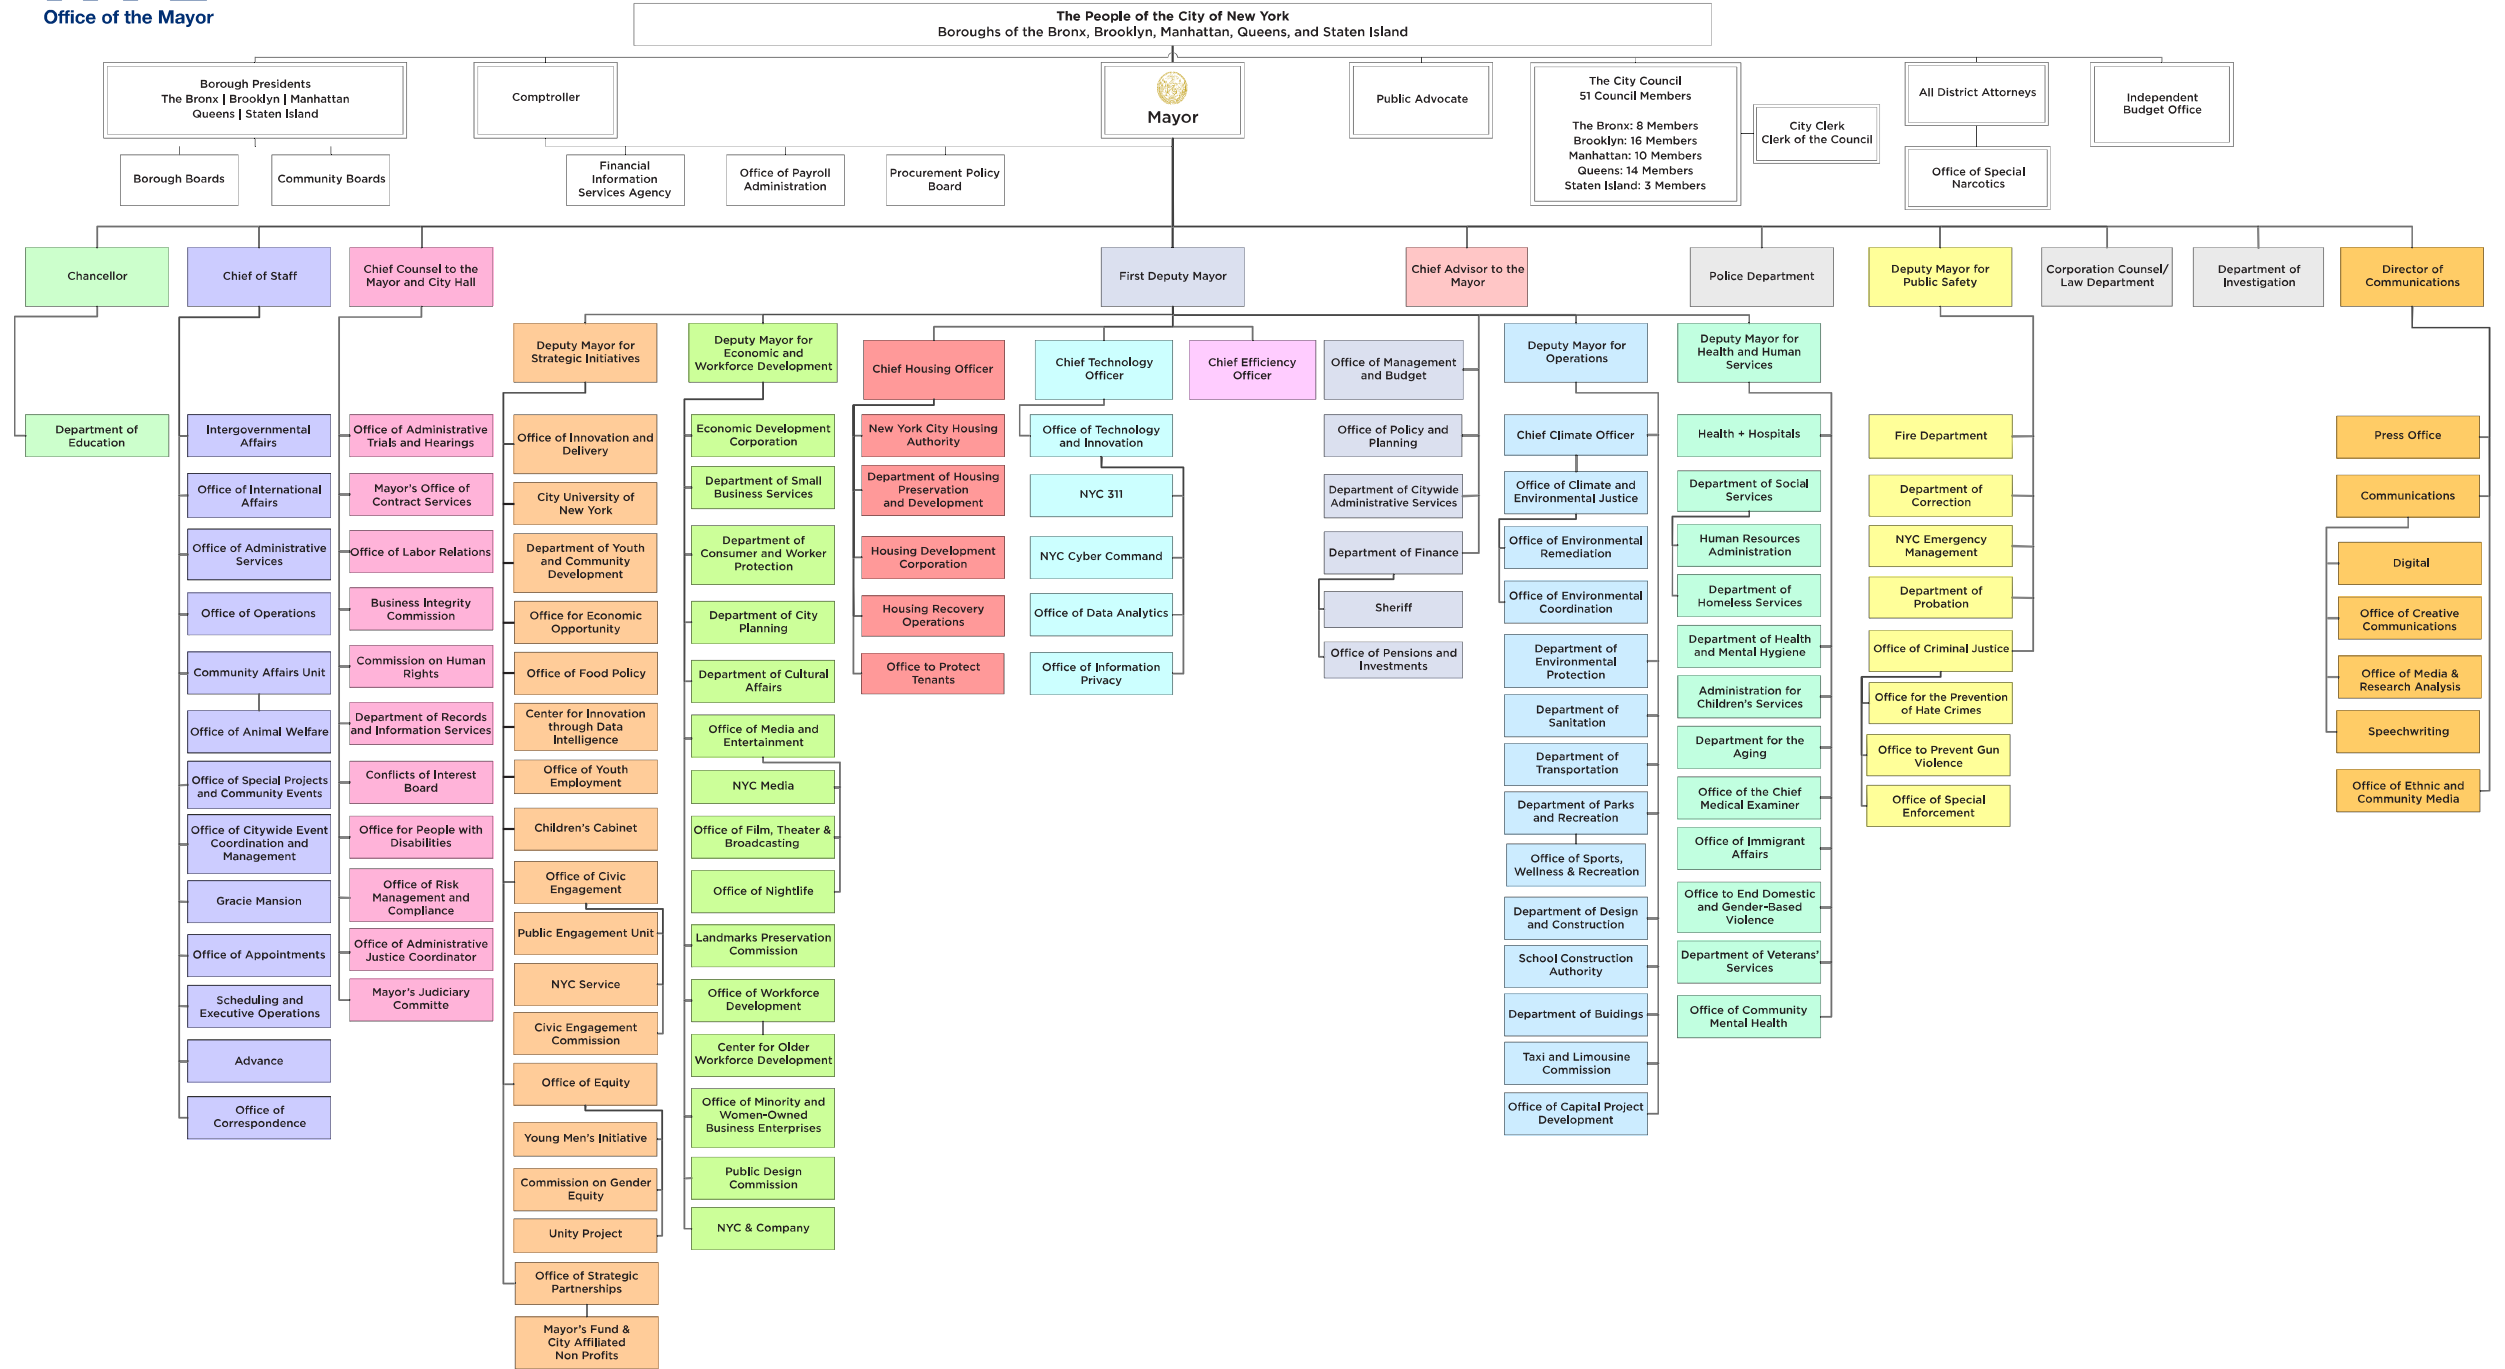 Office of the Mayor
The People of the City of New York
Boroughs of the Bronx, Brooklyn, Manhattan, Queens, and Staten Island
Borough Presidents
The Bronx | Brooklyn | Manhattan
Queens | Staten Island
Comptroller
Mayor
Public Advocate
The City Council
51 Council Members
The Bronx: 8 Members
Brooklyn: 16 Members
Manhattan: 10 Members
Queens: 14 Members
Staten Island: 3 Members
City Clerk
Clerk of the Council
All District Attorneys
Independent
Budget Office
Borough Boards
Community Boards
Financial
Information
Services Agency
Office of Payroll
Administration
Procurement Policy
Board
Office of Special
Narcotics
Chancellor
Chief of Staff
Chief Counsel to the
Mayor and City Hall
First Deputy Mayor
Chief Advisor to the
Mayor
Police Department
Deputy Mayor for
Public Safety
Corporation Counsel/
Law Department
Department of
Investigation
Director of
Communications
Deputy Mayor for
Strategic Initiatives
Deputy Mayor for
Economic and
Workforce Development
Chief Housing Officer
Chief Technology
Officer
Chief Efficiency
Officer
Office of Management
and Budget
Deputy Mayor for
Operations
Deputy Mayor for
Health and Human
Services
Department of
Education
Intergovernmental
Affairs
Office of International
Affairs
Office of Administrative
Services
Office of Operations
Community Affairs Unit
Office of Animal Welfare
Office of Special Projects
and Community Events
Office of Citywide Event
Coordination and
Management
Gracie Mansion
Office of Appointments
Scheduling and
Executive Operations
Advance
Office of
Correspondence
Office of Administrative
Trials and Hearings
Mayor's Office of
Contract Services
Office of Labor Relations
Business Integrity
Commission
Commission on Human
Rights
Department of Records
and Information Services
Conflicts of Interest
Board
Office for People with
Disabilities
Office of Risk
Management and
Compliance
Office of Administrative
Justice Coordinator
Mayor's Judiciary
Committe
Office of Innovation and
Delivery
City University of
New York
Department of Youth
and Community
Development
Office for Economic
Opportunity
Office of Food Policy
Center for Innovation
through Data
Intelligence
Office of Youth
Employment
Children's Cabinet
Office of Civic
Engagement
Public Engagement Unit
NYC Service
Civic Engagement
Commission
Office of Equity
Young Men's Initiative
Commission on Gender
Equity
Unity Project
Office of Strategic
Partnerships
Mayor's Fund &
City Affiliated
Non Profits
Economic Development
Corporation
Department of Small
Business Services
Department of
Consumer and Worker
Protection
Department of City
Planning
Department of Cultural
Affairs
Office of Media and
Entertainment
NYC Media
Office of Film, Theater &
Broadcasting
Office of Nightlife
Landmarks Preservation
Commission
Office of Workforce
Development
Center for Older
Workforce Development
Office of Minority and
Women-Owned
Business Enterprises
Public Design
Commission
NYC & Company
New York City Housing
Authority
Department of Housing
Preservation
and Development
Housing Development
Corporation
Housing Recovery
Operations
Office to Protect
Tenants
Office of Technology
and Innovation
NYC 311
NYC Cyber Command
Office of Data Analytics
Office of Information
Privacy
Office of Policy and
Planning
Department of Citywide
Administrative Services
Department of Finance
Sheriff
Office of Pensions and
Investments
Chief Climate Officer
Office of Climate and
Environmental Justice
Office of Environmental
Remediation
Office of Environmental
Coordination
Department of
Environmental
Protection
Department of
Sanitation
Department of
Transportation
Department of Parks
and Recreation
Office of Sports,
Wellness & Recreation
Department of Design
and Construction
School Construction
Authority
Department of Buidings
Taxi and Limousine
Commission
Office of Capital Project
Development
Health + Hospitals
Department of Social
Services
Human Resources
Administration
Department of
Homeless Services
Department of Health
and Mental Hygiene
Administration for
Children's Services
Department for the
Aging
Office of the Chief
Medical Examiner
Office of Immigrant
Affairs
Office to End Domestic
and Gender-Based
Violence
Department of Veterans'
Services
Office of Community
Mental Health
Fire Department
Department of
Correction
NYC Emergency
Management
Department of
Probation
Office of Criminal Justice
Office for the Prevention
of Hate Crimes
Office to Prevent Gun
Violence
Office of Special
Enforcement
Press Office
Communications
Digital
Office of Creative
Communications
Office of Media &
Research Analysis
Speechwriting
Office of Ethnic and
Community Media